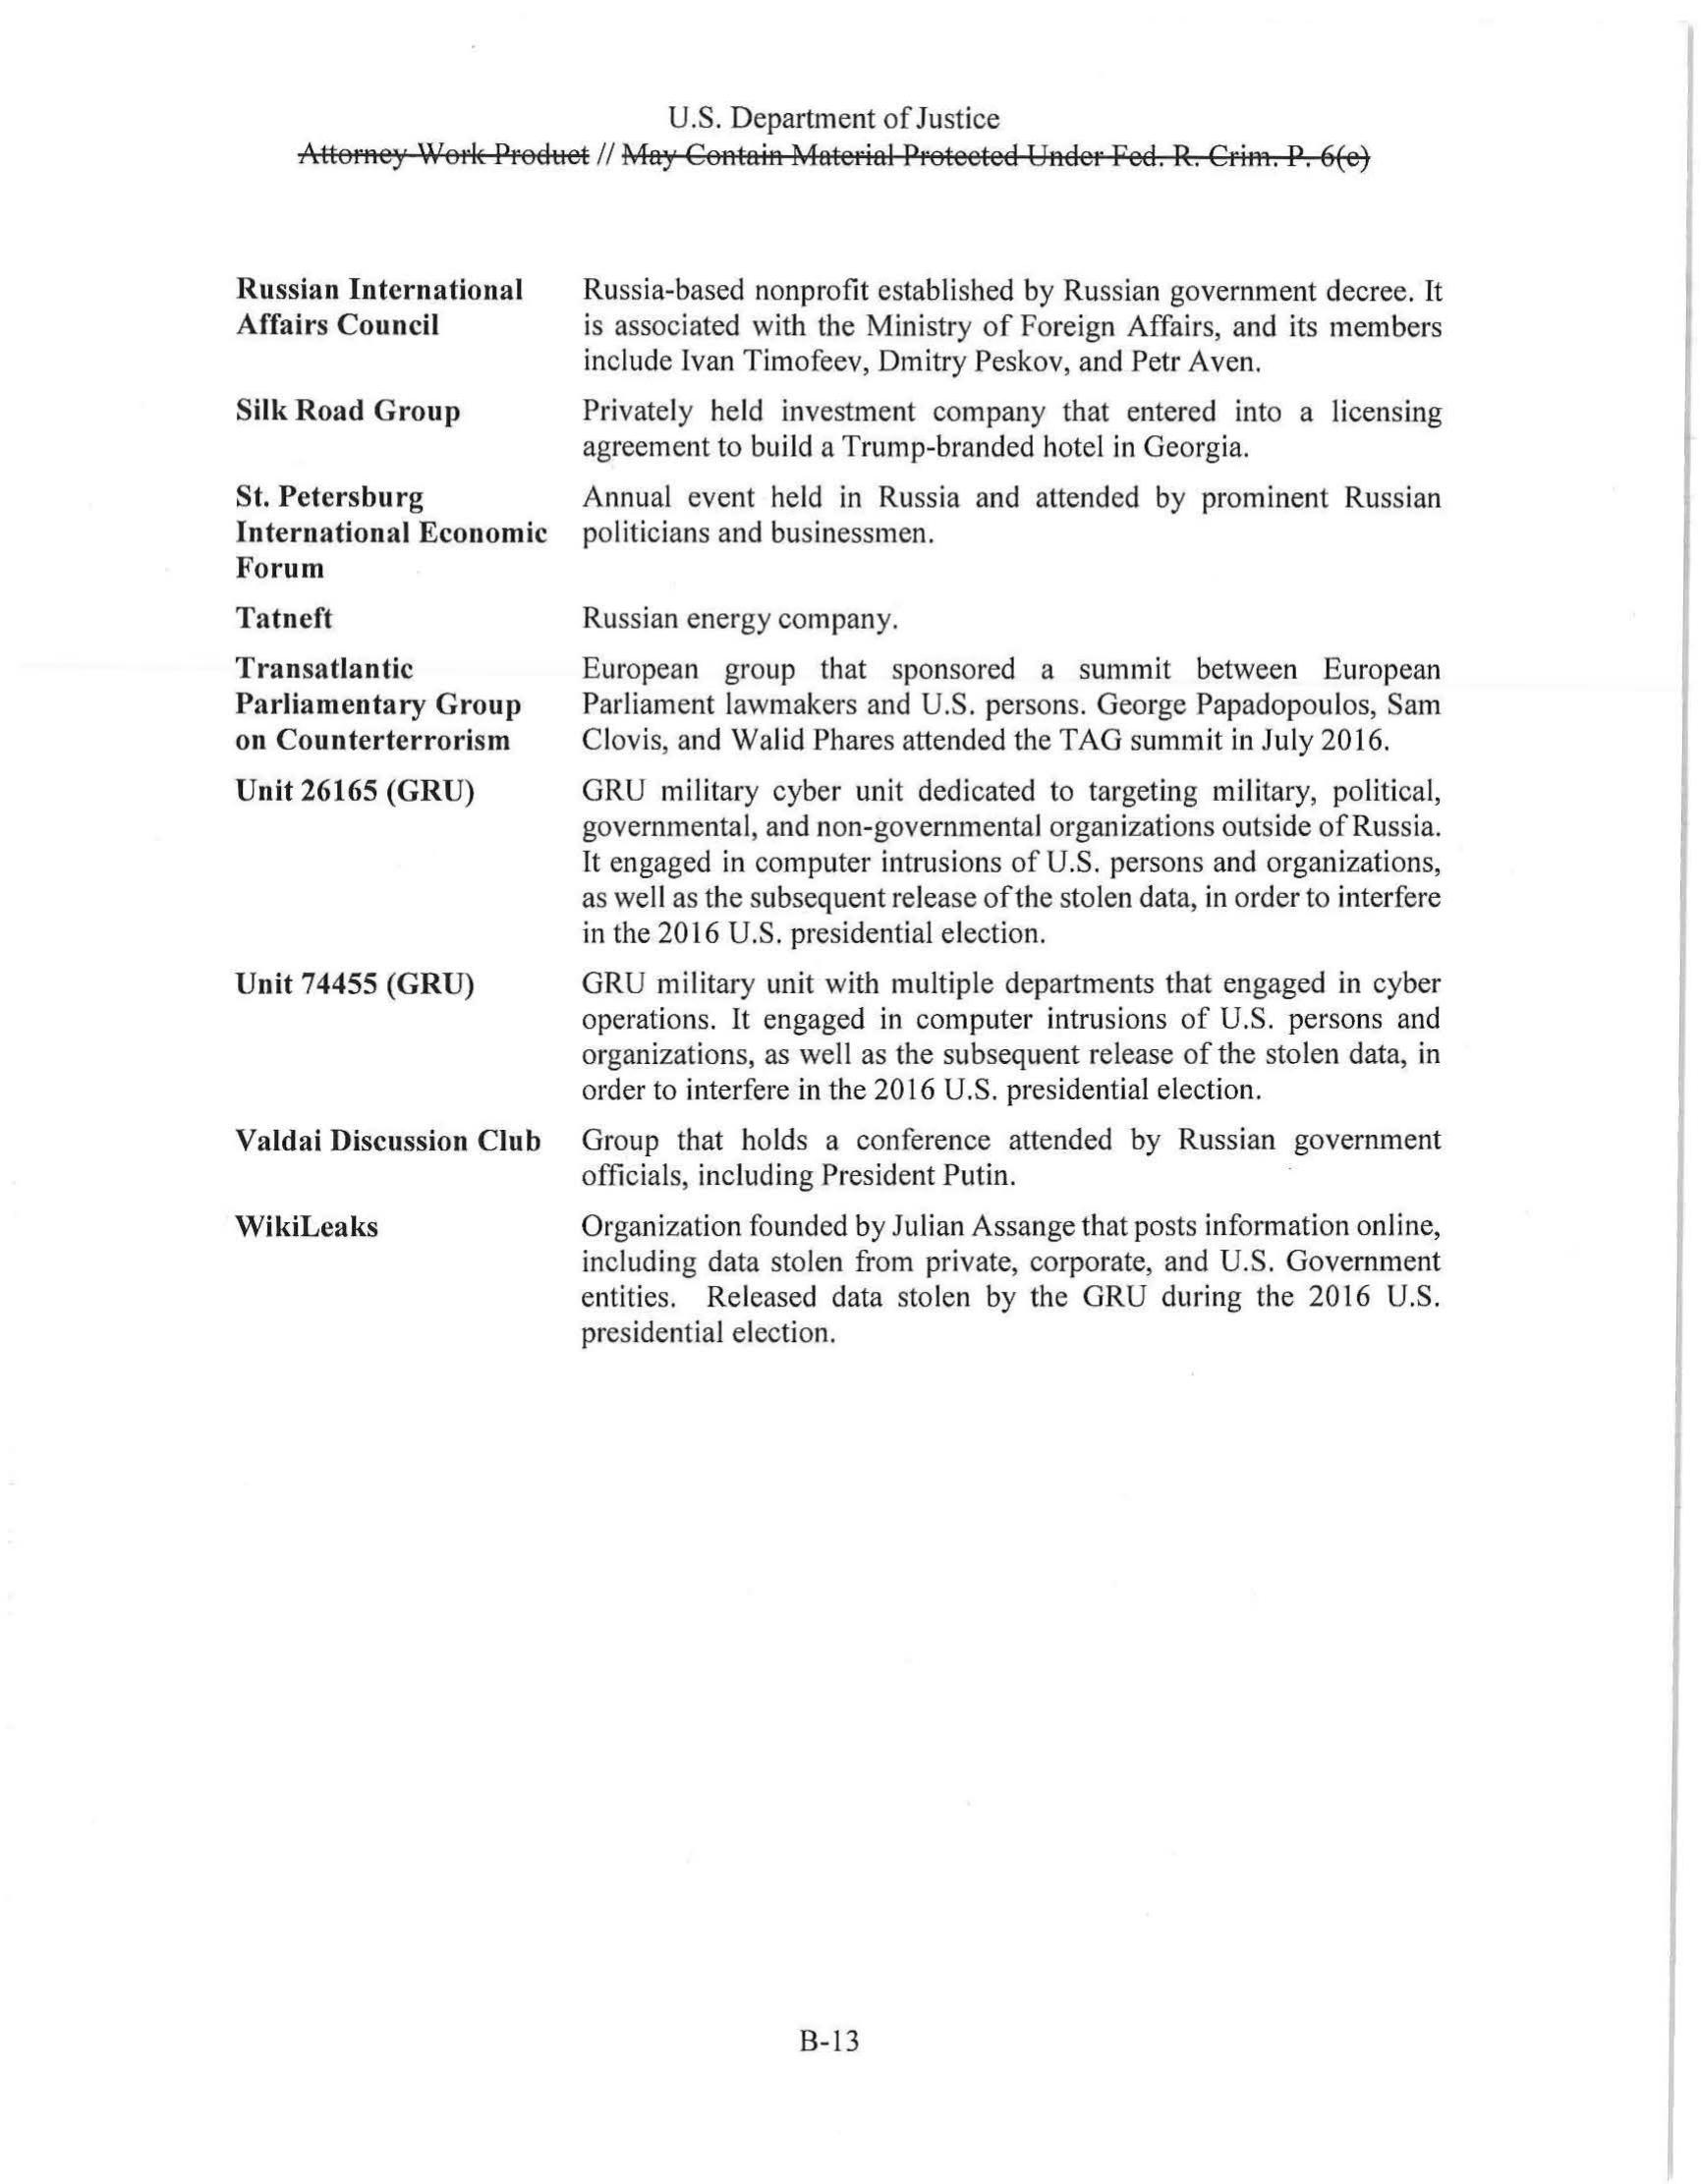 U.S. Department of Justice
Attorney Work Product // May Contain Material Protected Under Fed. R. Crim. P. 6(e)
Russian International Affairs Council
Russia-based nonprofit established by Russian government decree. It
is associated with the Ministry of Foreign Affairs, and its members
include Ivan Timofeev, Dmitry Peskov, and Petr Aven.
Silk Road Group
Privately held investment company that entered into a licensing
agreement to build a Trump-branded hotel in Georgia.
St. Petersburg
International Economic
Forum
Annual event held in Russia and attended by prominent Russian
politicians and businessmen.
Tatneft
Russian energy company.
Transatlantic
Parliamentary Group
on Counterterrorism
European group that sponsored a summit between European
Parliament lawmakers and U.S. persons. George Papadopoulos, Sam
Clovis, and Walid Phares attended the TAG summit in July 2016.
Unit 26165 (GRU)
GRU military cyber unit dedicated to targeting military, political,
governmental, and non-governmental organizations outside of Russia.
It engaged in computer intrusions of U.S. persons and organizations,
as well as the subsequent release of the stolen data, in order to interfere
in the 2016 U.S. presidential election.
Unit 74455 (GRU)
GRU military unit with multiple departments that engaged in cyber
operations. It engaged in computer intrusions of U.S. persons and
organizations, as well as the subsequent release of the stolen data, in
order to interfere in the 2016 U.S. presidential election.
Valdai Discussion Club
Group that holds a conference attended by Russian government
officials, including President Putin.
WikiLeaks
Organization founded by Julian Assange that posts information online,
including data stolen from private, corporate, and U.S. Government
entities. Released data stolen by the GRU during the 2016 U.S.
presidential election.
B-13